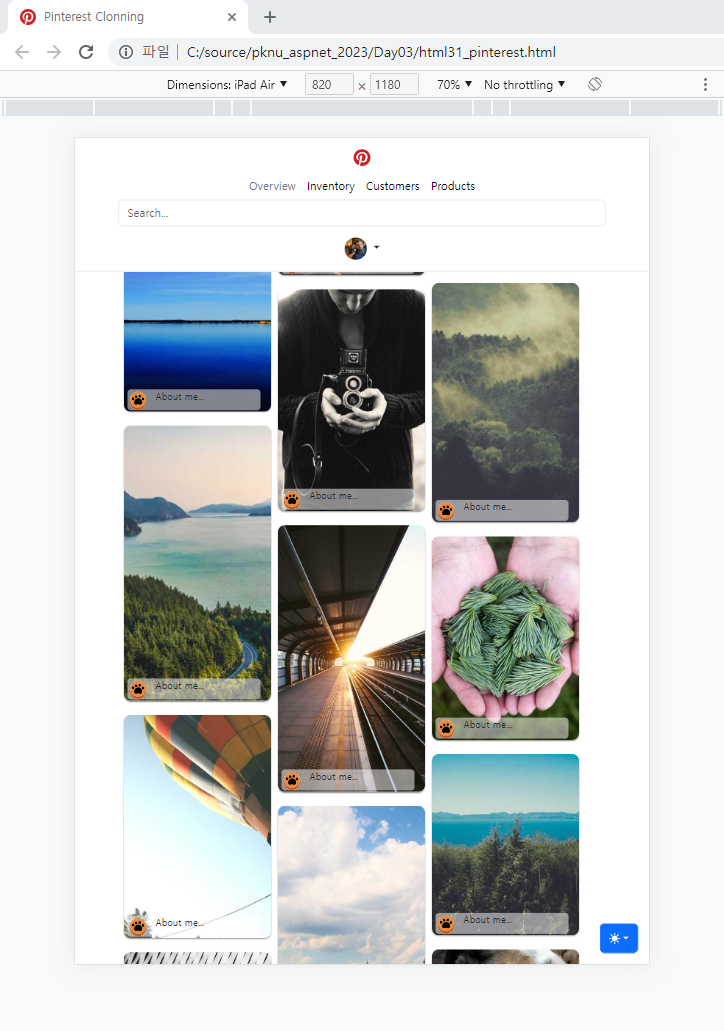 Pinterest Clonning
파일 C:/source/pknu_aspnet_2023/Day03/html31_pinterest.html
Dimensions: iPad Air 820 × 1180 70% No throttling
Overview Inventory Customers Products
Search...
About me...
About me...
About me...
About me...
About me...
About me...
About me...
About me...